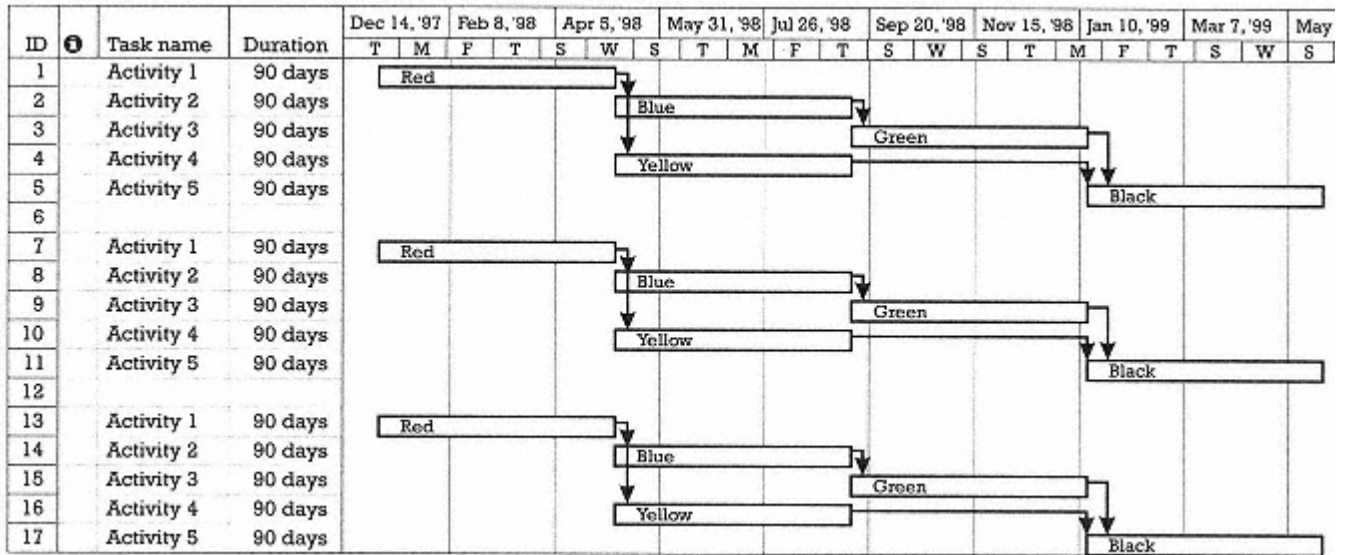 Dec 14, '97 Feb 8, '98 Apr 5, '98 May 31, '98 Jul 26, '98 Sep 20, '98 Nov 15, '98 Jan 10, '99 Mar 7, '99 May
ID Task name Duration T M F T S W S T M F T S W S T M F T S W S
1 Activity 1 90 days Red
2 Activity 2 90 days Blue
3 Activity 3 90 days Green
4 Activity 4 90 days Yellow
5 Activity 5 90 days Black
6
7 Activity 1 90 days Red
8 Activity 2 90 days Blue
9 Activity 3 90 days Green
10 Activity 4 90 days Yellow
11 Activity 5 90 days Black
12
13 Activity 1 90 days Red
14 Activity 2 90 days Blue
15 Activity 3 90 days Green
16 Activity 4 90 days Yellow
17 Activity 5 90 days Black